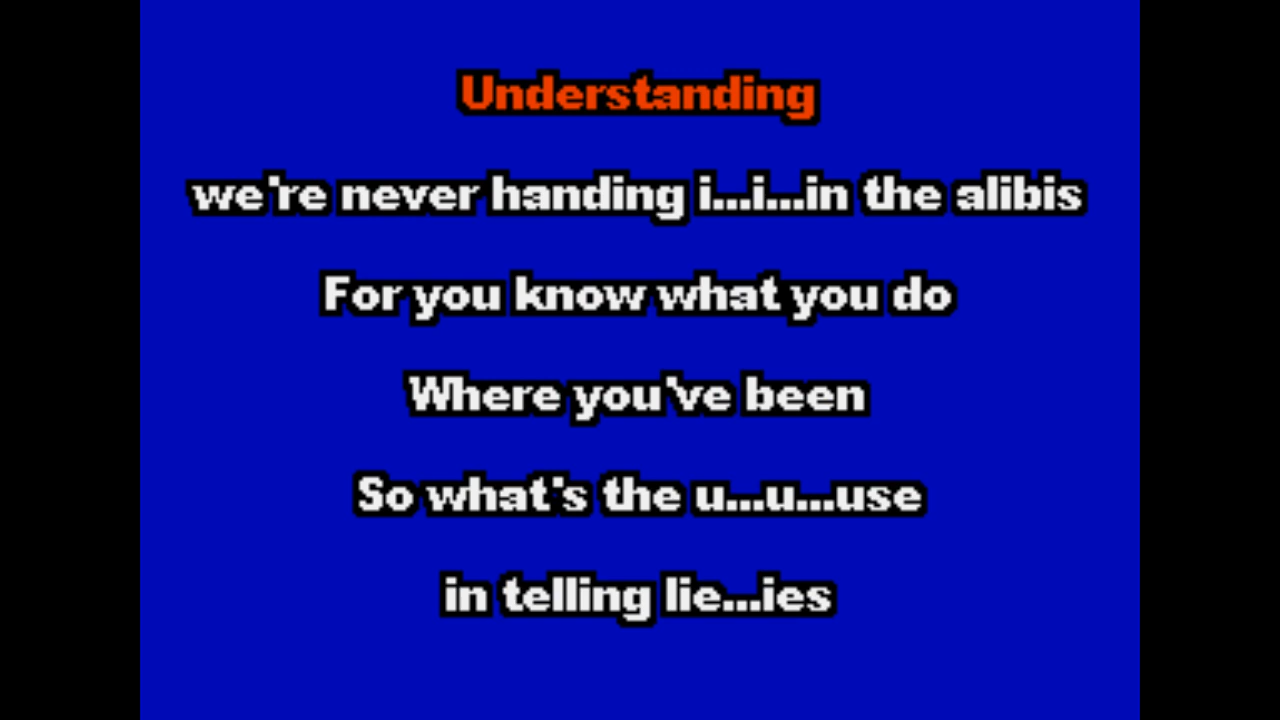 Understanding
we're never handing i...i...in the alibis
For you know what you do
Where you've been
So what's the u...u...use
in telling lie...ies